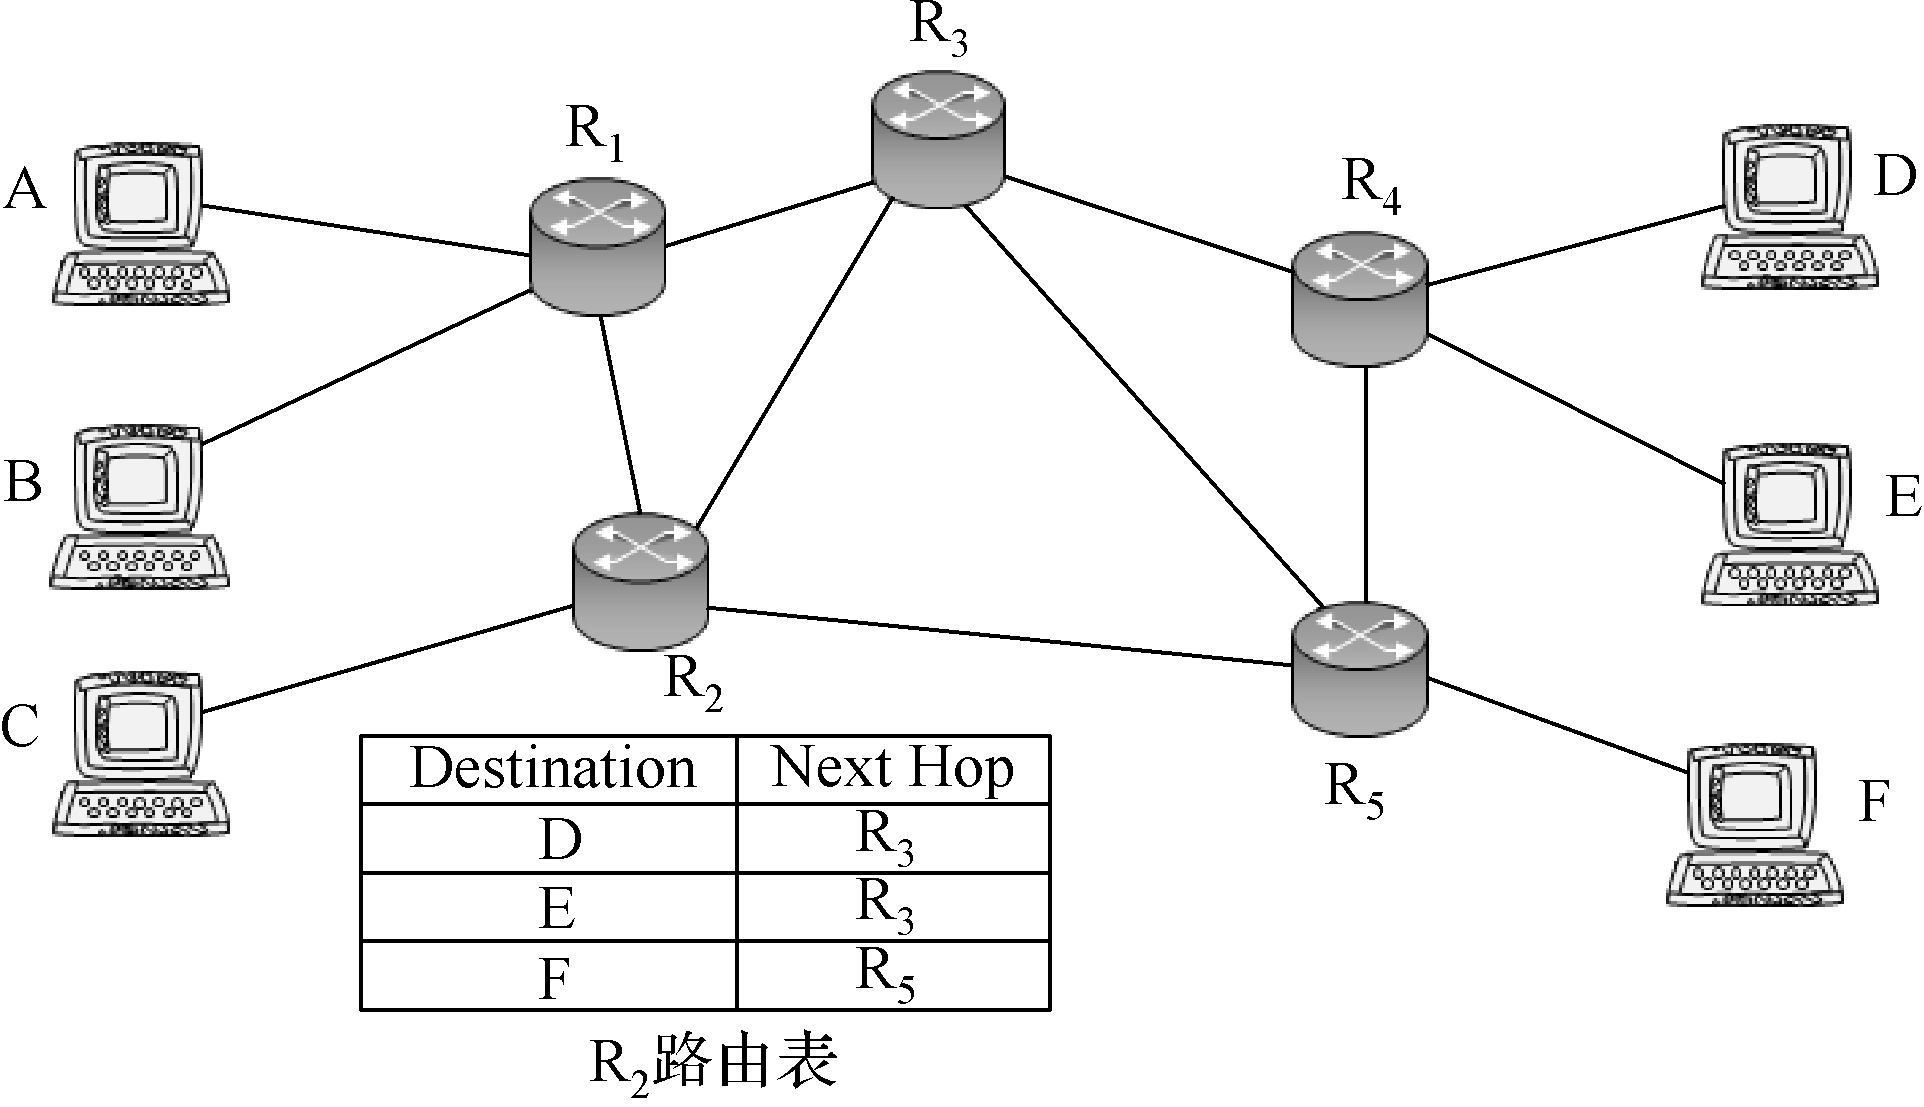 R₃
R₁
A
R₄
D
B
E
R₂
C
R₅
F
Destination Next Hop
D R₃
E R₃
F R₅
R₂路由表